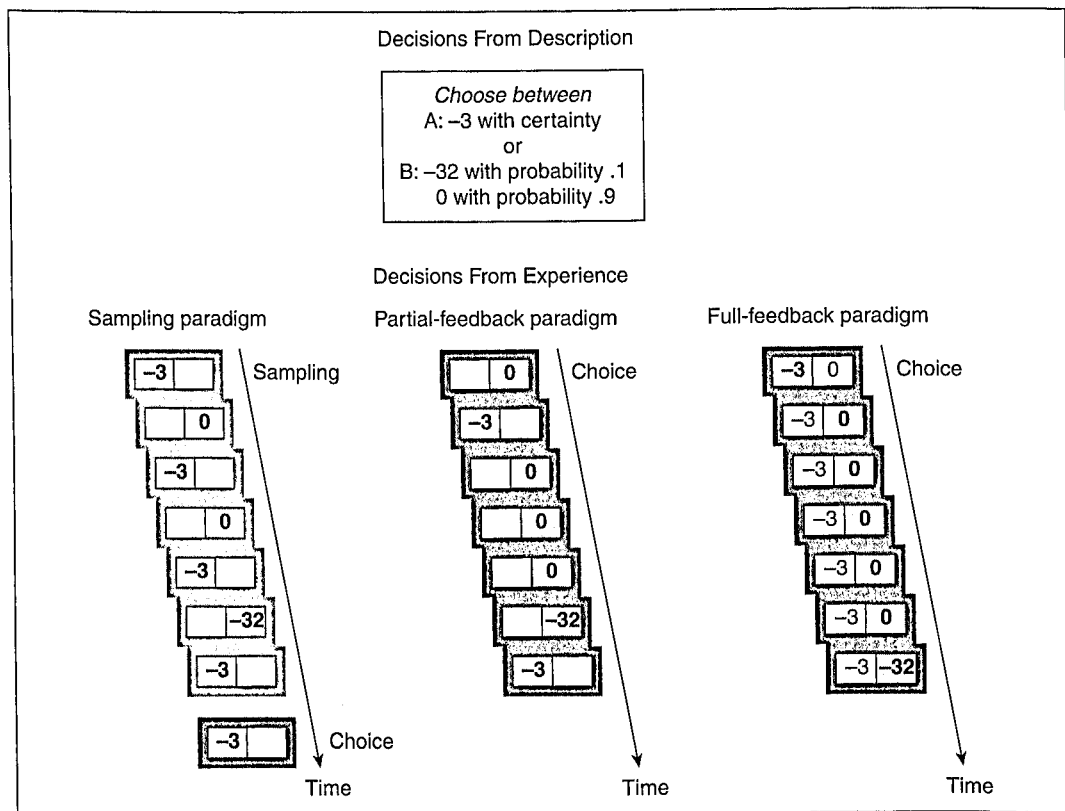 Decisions From Description
Choose between
A: –3 with certainty
or
B: –32 with probability .1
0 with probability .9
Decisions From Experience
Sampling paradigm
–3
Sampling
0
–3
0
–3
–32
–3
–3
Choice
Time
Partial-feedback paradigm
0
Choice
–3
0
0
0
–32
–3
Time
Full-feedback paradigm
–3 0
Choice
–3 0
–3 0
–3 0
–3 0
–3 0
–3 –32
Time